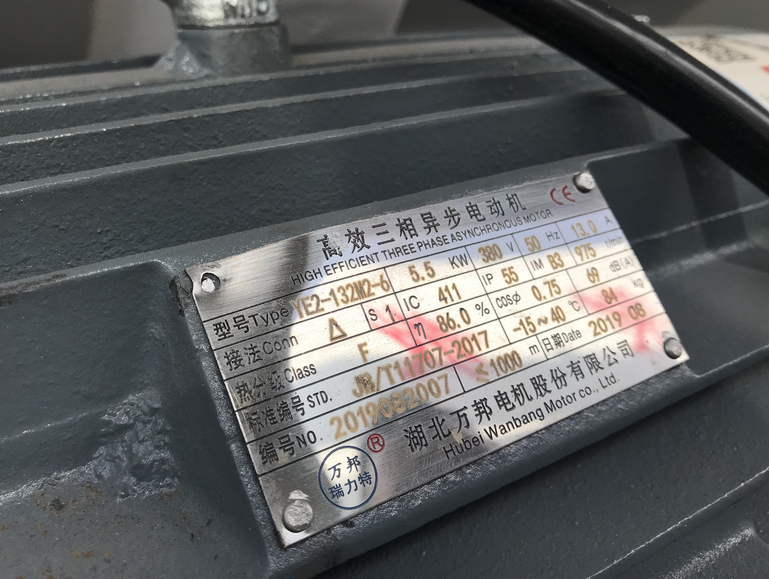 高效三相异步电动机 CE
HIGH EFFICIENT THREE PHASE ASYNCHRONOUS MOTOR
型号Type YE2-132M2-6 5.5 KW 380 V 50 Hz 13.0 A
接法Conn Δ S 1 IC 411 IP 55 IM B3 975 r/min
热分级Class F η 86.0 % cosφ 0.75 69 dB(A)
标准编号STD. JB/T11707-2017 -15~40 ℃ 84 kg
编号NO. 2019082007 ≤1000 m 日期Date 2019 08
万邦
瑞力特
® 湖北万邦电机股份有限公司
Hubei Wanbang Motor co., Ltd.